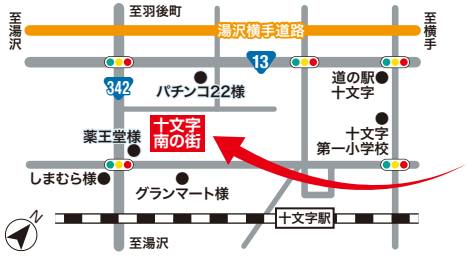 至湯沢
至羽後町
至横手
湯沢横手道路
13
342
パチンコ22様
道の駅
十文字
十文字
南の街
薬王堂様
十文字
第一小学校
しまむら様
グランマート様
N
十文字駅
至湯沢